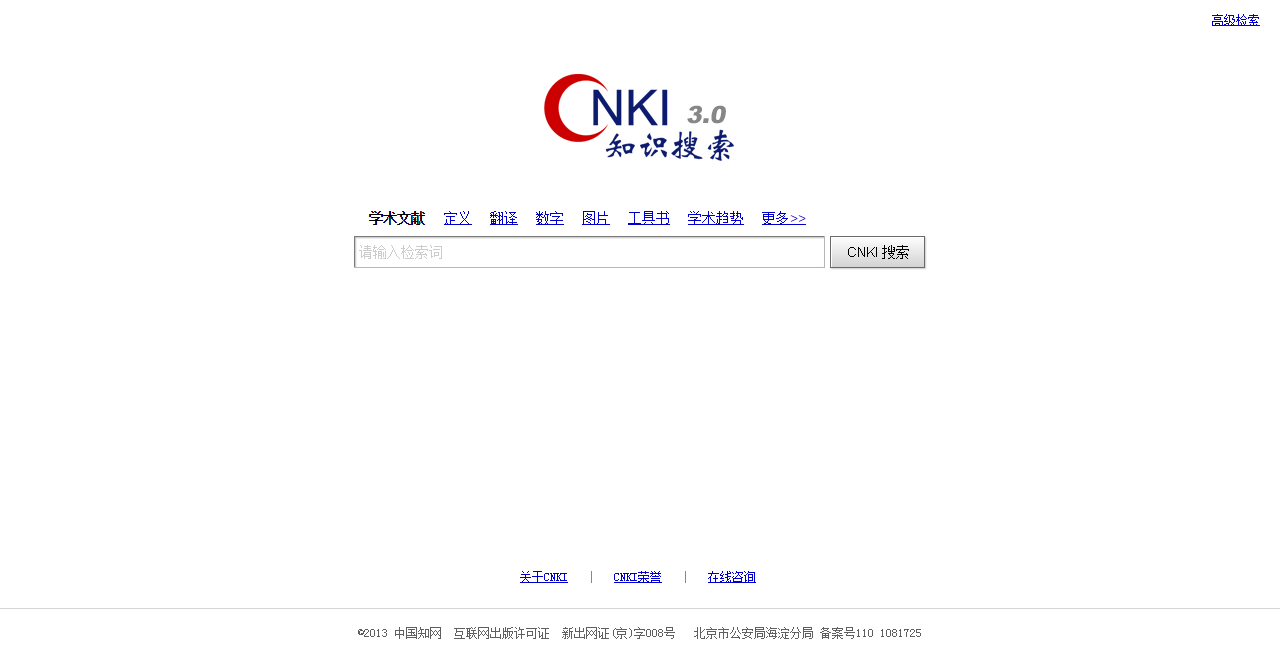 高级检索
CNKI 3.0
知识搜索
学术文献 定义 翻译 数字 图片 工具书 学术趋势 更多>>
请输入检索词 CNKI 搜索
关于CNKI | CNKI荣誉 | 在线咨询
©2013 中国知网 互联网出版许可证 新出网证(京)字008号 北京市公安局海淀分局 备案号110 1081725